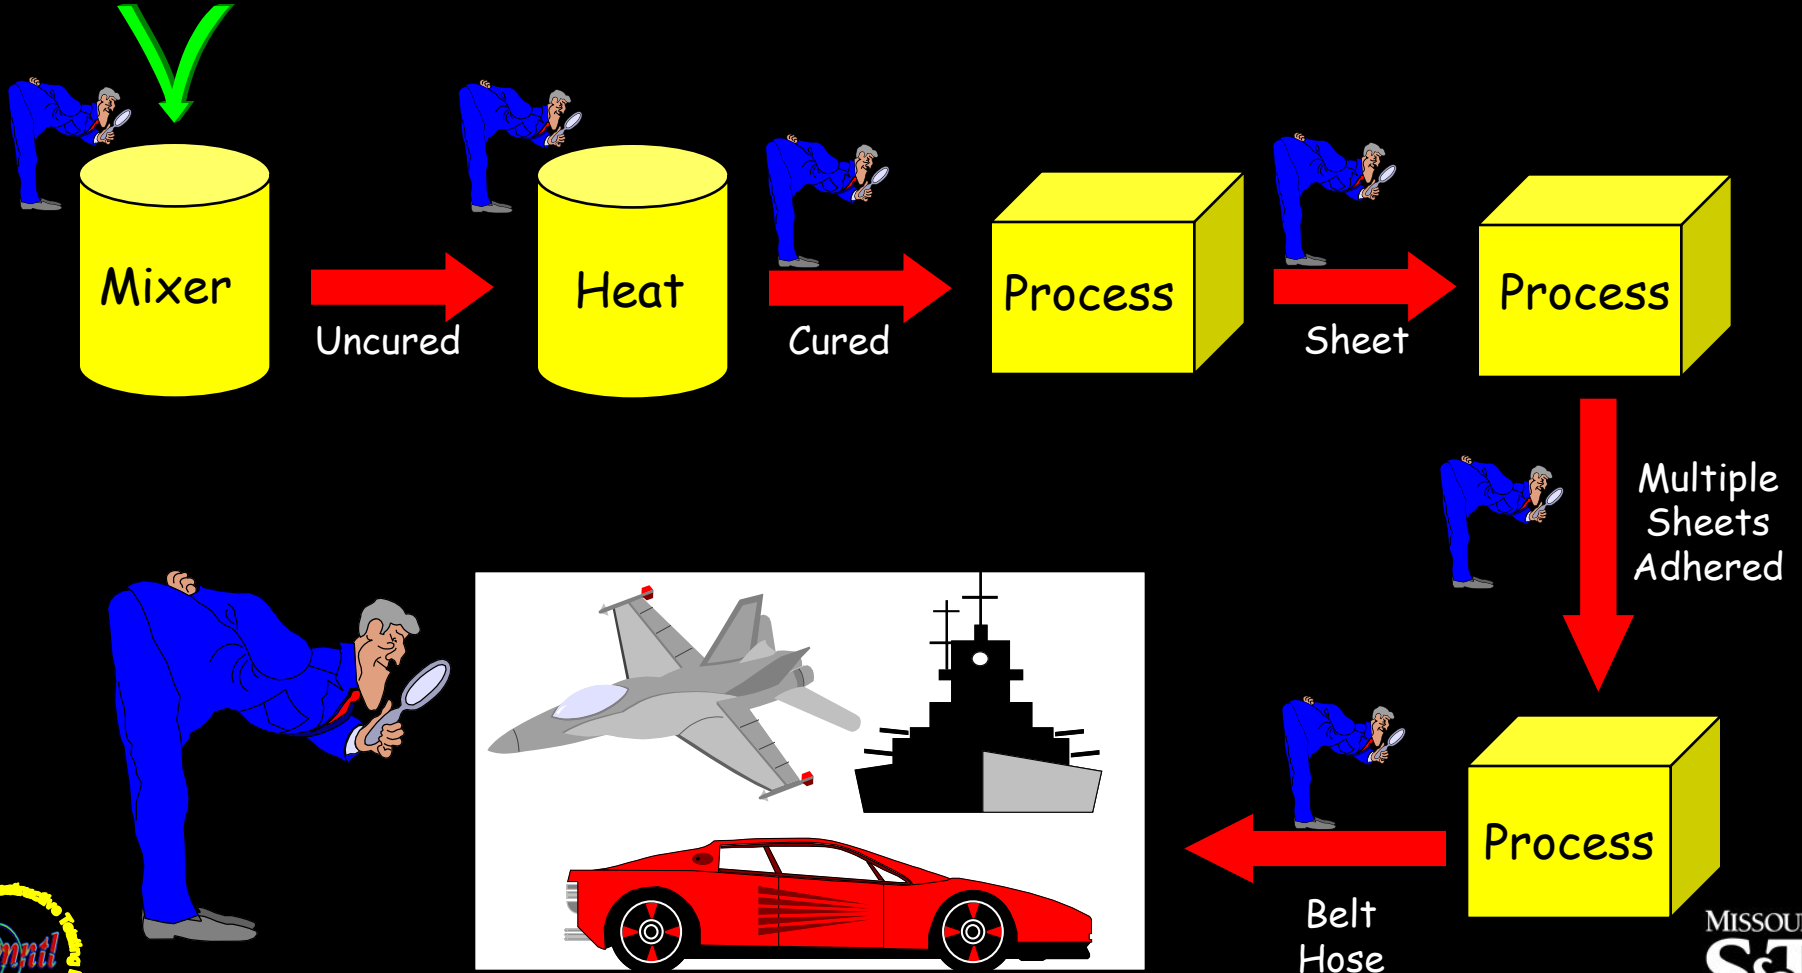 Mixer
Uncured
Heat
Cured
Process
Sheet
Process
Multiple
Sheets
Adhered
Process
Belt
Hose
S&T